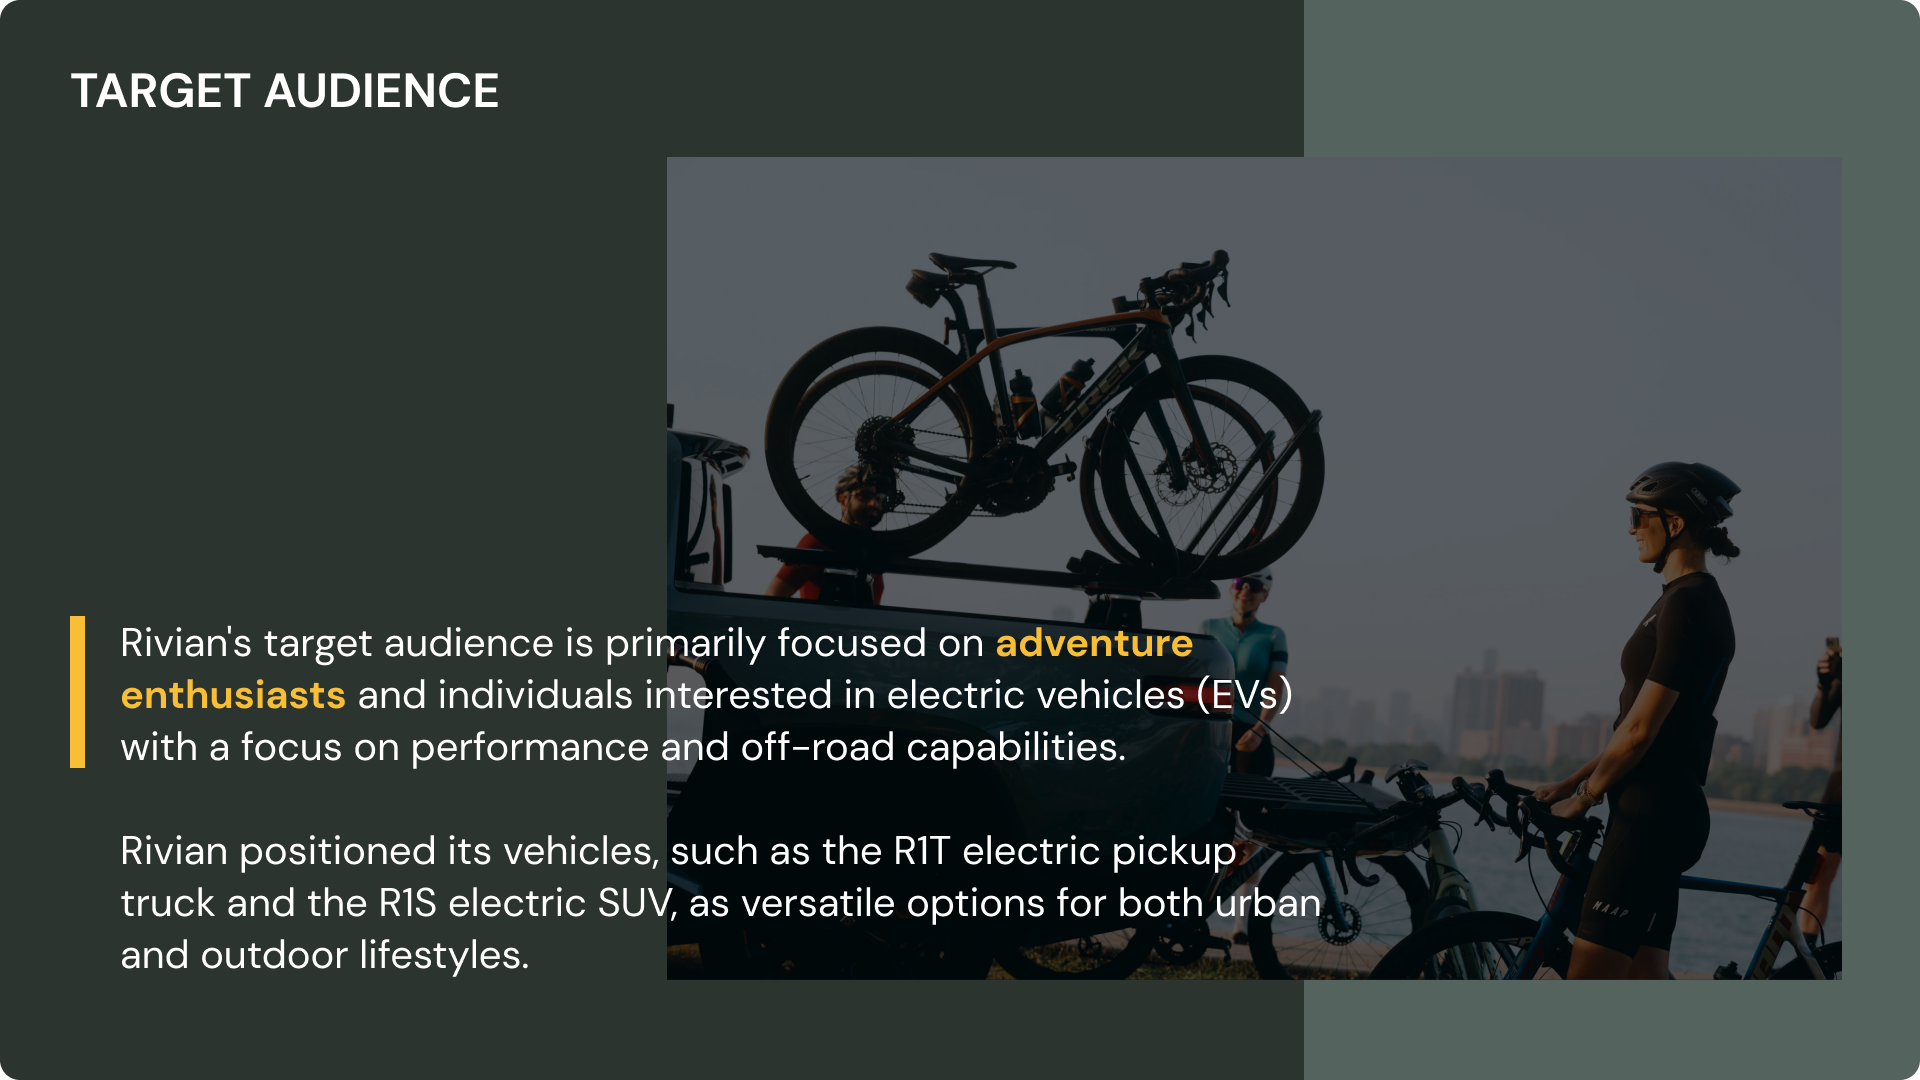 TARGET AUDIENCE
TREK
Rivian's target audience is primarily focused on adventure
enthusiasts and individuals interested in electric vehicles (EVs)
with a focus on performance and off-road capabilities.
Rivian positioned its vehicles, such as the R1T electric pickup
truck and the R1S electric SUV, as versatile options for both urban
and outdoor lifestyles.
MAAP